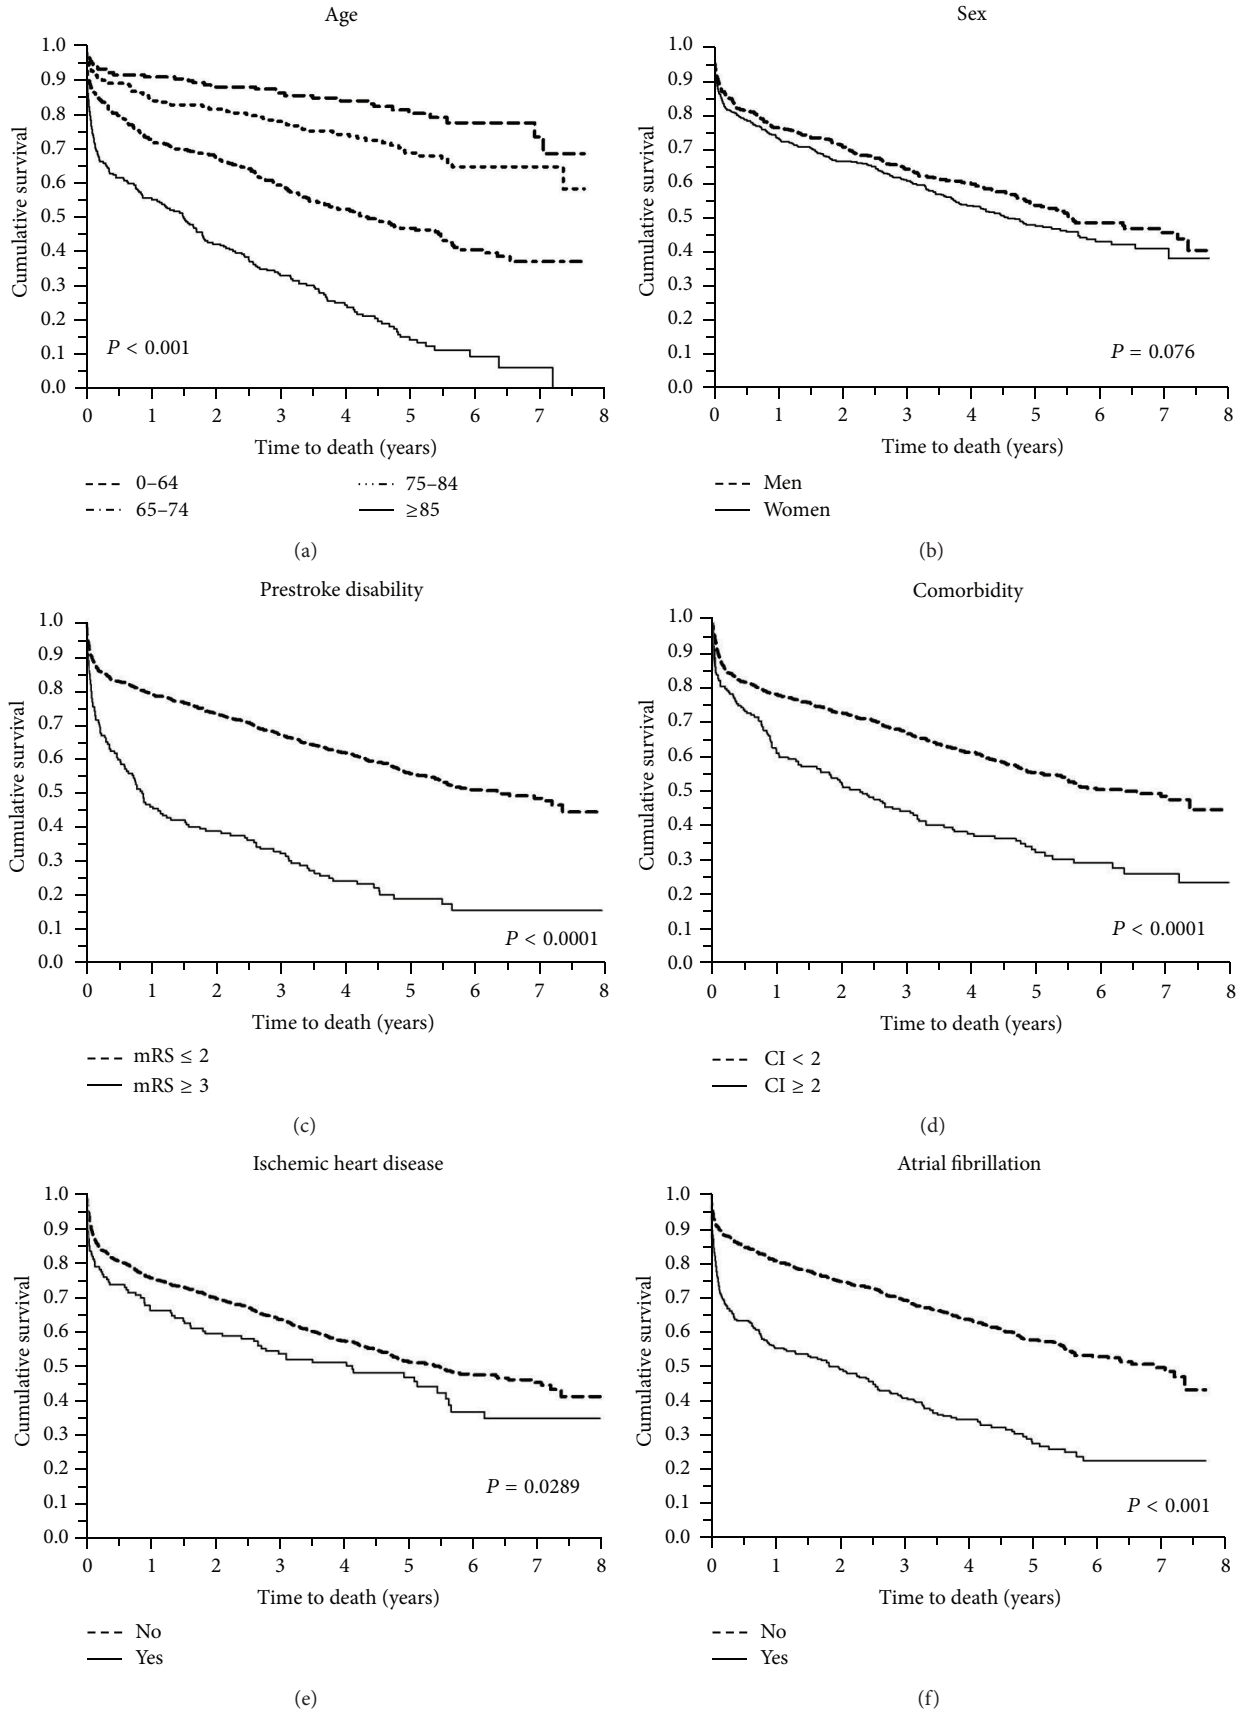 Age
Cumulative survival
1.0
0.9
0.8
0.7
0.6
0.5
0.4
0.3
0.2
0.1
0.0
P < 0.001
0 1 2 3 4 5 6 7 8
Time to death (years)
0–64
65–74
75–84
≥85
(a)
Sex
Cumulative survival
1.0
0.9
0.8
0.7
0.6
0.5
0.4
0.3
0.2
0.1
0.0
P = 0.076
0 1 2 3 4 5 6 7 8
Time to death (years)
Men
Women
(b)
Prestroke disability
Cumulative survival
1.0
0.9
0.8
0.7
0.6
0.5
0.4
0.3
0.2
0.1
0.0
P < 0.0001
0 1 2 3 4 5 6 7 8
Time to death (years)
mRS ≤ 2
mRS ≥ 3
(c)
Comorbidity
Cumulative survival
1.0
0.9
0.8
0.7
0.6
0.5
0.4
0.3
0.2
0.1
0.0
P < 0.0001
0 1 2 3 4 5 6 7 8
Time to death (years)
CI < 2
CI ≥ 2
(d)
Ischemic heart disease
Cumulative survival
1.0
0.9
0.8
0.7
0.6
0.5
0.4
0.3
0.2
0.1
0.0
P = 0.0289
0 1 2 3 4 5 6 7 8
Time to death (years)
No
Yes
(e)
Atrial fibrillation
Cumulative survival
1.0
0.9
0.8
0.7
0.6
0.5
0.4
0.3
0.2
0.1
0.0
P < 0.001
0 1 2 3 4 5 6 7 8
Time to death (years)
No
Yes
(f)